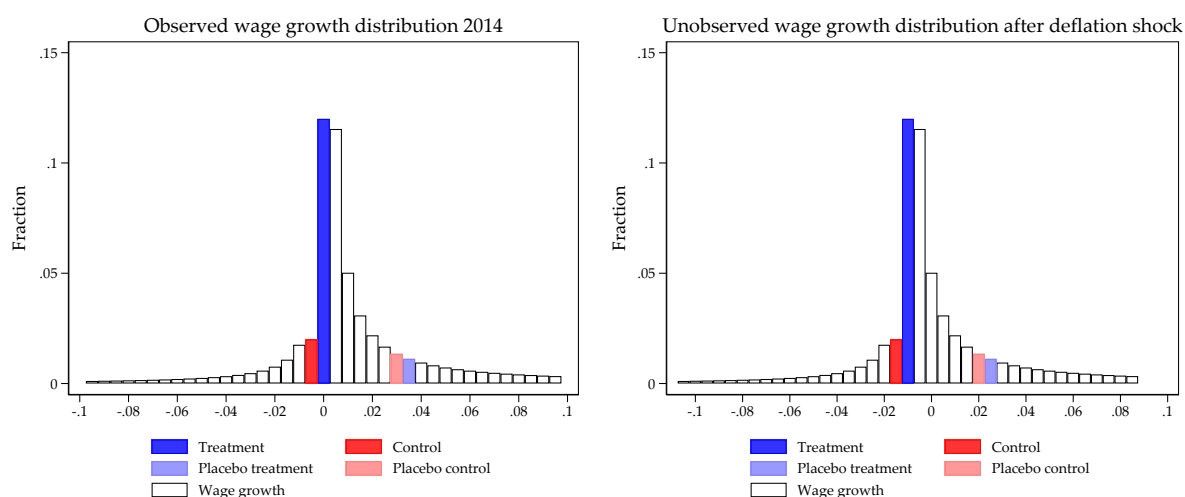 Observed wage growth distribution 2014
.15
.1
.05
0
Fraction
-.1 -.08 -.06 -.04 -.02 0 .02 .04 .06 .08 .1
Treatment Control
Placebo treatment Placebo control
Wage growth
Unobserved wage growth distribution after deflation shock
.15
.1
.05
0
Fraction
-.1 -.08 -.06 -.04 -.02 0 .02 .04 .06 .08 .1
Treatment Control
Placebo treatment Placebo control
Wage growth